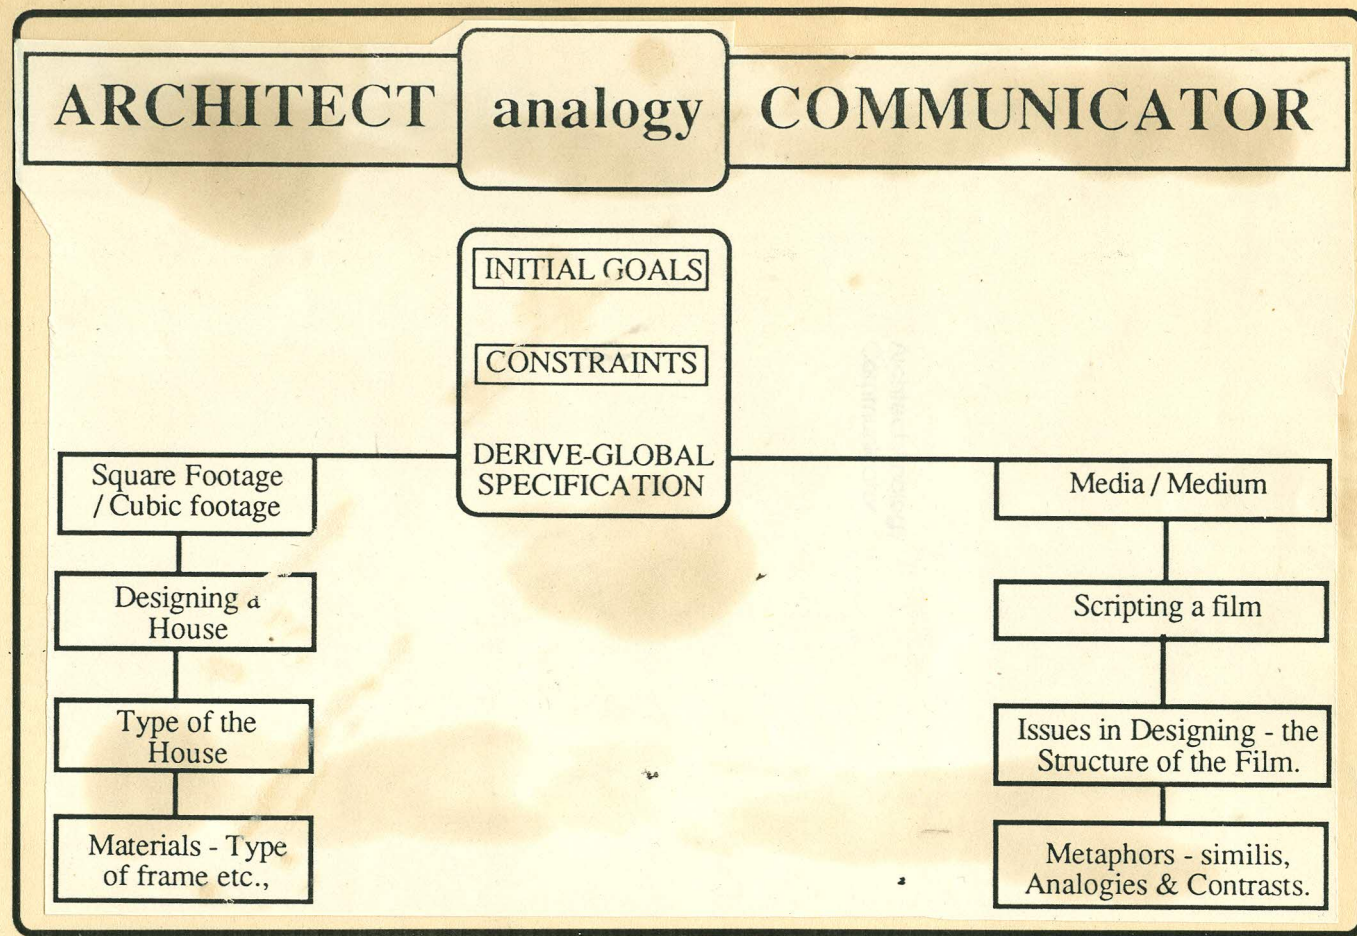 ARCHITECT analogy COMMUNICATOR
INITIAL GOALS
CONSTRAINTS
DERIVE-GLOBAL
SPECIFICATION
Square Footage
/ Cubic footage
Designing a
House
Type of the
House
Materials - Type
of frame etc.,
Media / Medium
Scripting a film
Issues in Designing - the
Structure of the Film.
Metaphors - similis,
Analogies & Contrasts.